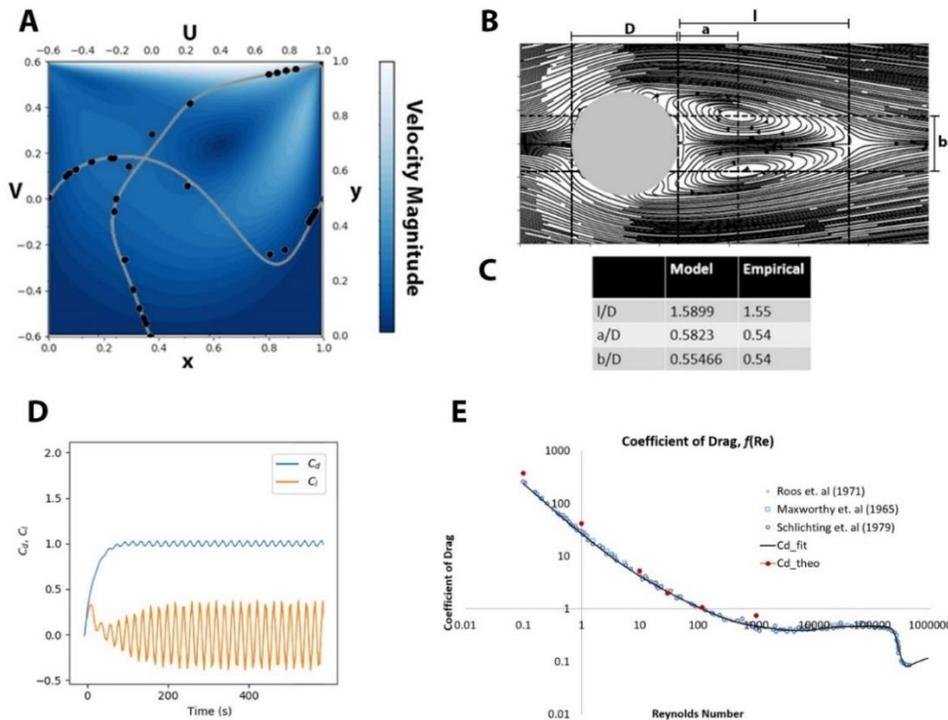 A
U
−0.6 −0.4 −0.2 0.0 0.2 0.4 0.6 0.8 1.0
0.6
0.4
0.2
V 0.0
−0.2
−0.4
−0.6
0.0 0.2 0.4 0.6 0.8 1.0
x
y
1.0
0.8
0.6
0.4
0.2
0.0
Velocity Magnitude
B
l
D a
b
C
Model Empirical
l/D 1.5899 1.55
a/D 0.5823 0.54
b/D 0.55466 0.54
D
2.0
1.5
1.0
0.5
0.0
−0.5
Cd, Cl
Cd
Cl
0 200 400
Time (s)
E
Coefficient of Drag, f(Re)
1000
100
10
1
0.1
0.01
Coefficient of Drag
Roos et. al (1971)
Maxworthy et. al (1965)
Schlichting et. al (1979)
Cd_fit
Cd_theo
0.01 0.1 1 10 100 1000 10000 100000 1000000
Reynolds Number